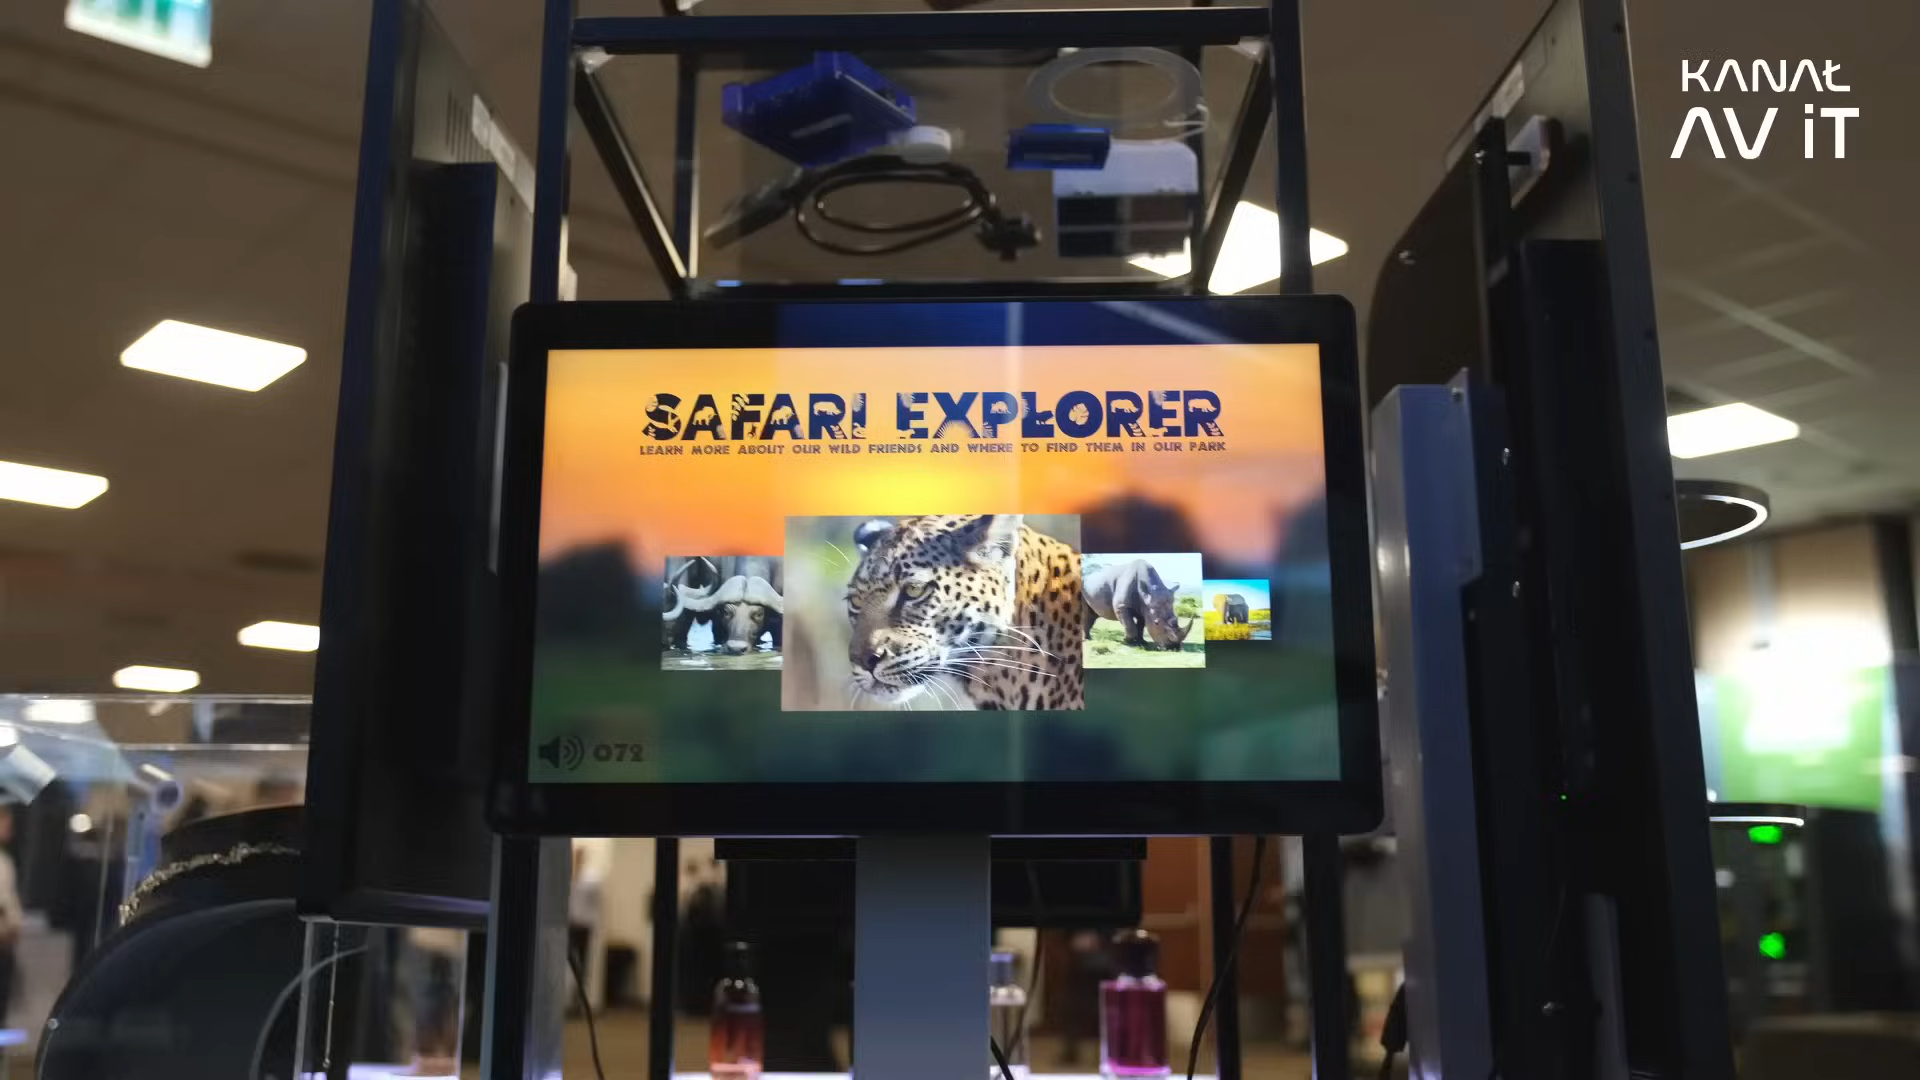 KANAŁ
AV iT
SAFARI EXPLORER
LEARN MORE ABOUT OUR WILD FRIENDS AND WHERE TO FIND THEM IN OUR PARK
072